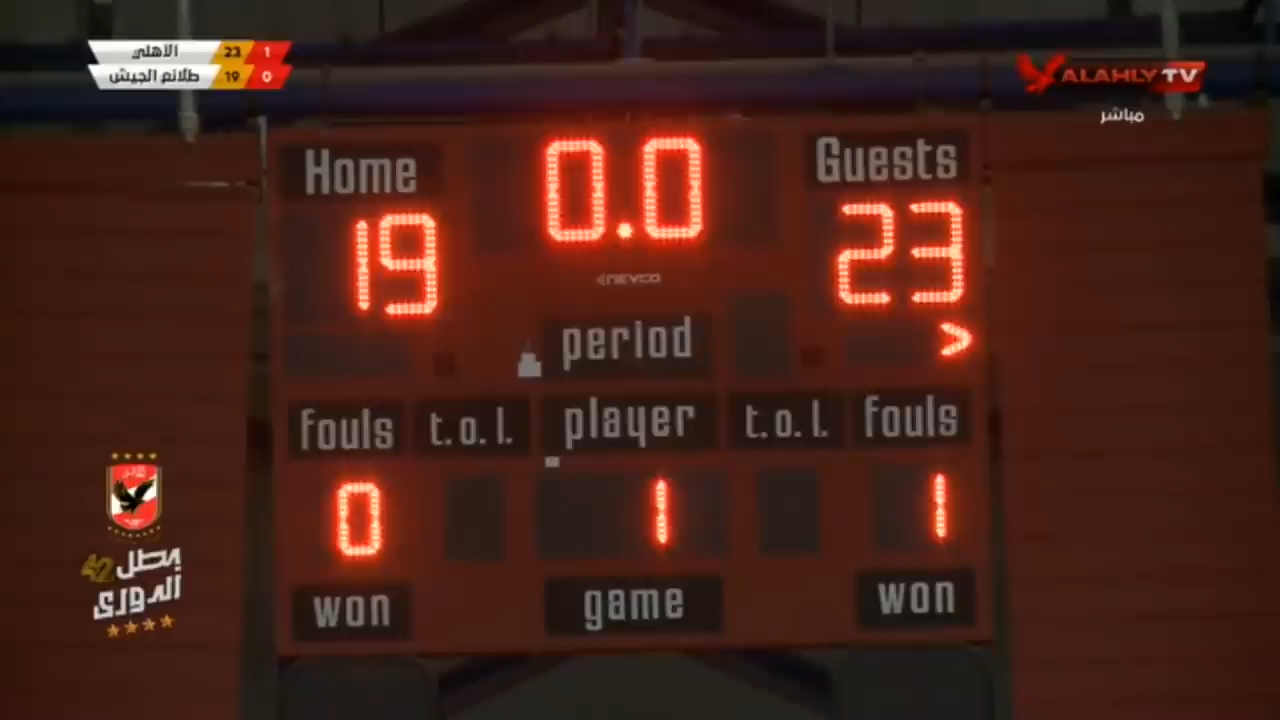 الأهلي 23 1
طلائع الجيش 19 0
ALAHLY TV
مباشر
Home 0.0 Guests
19 23
NEVCO
period >
fouls t.o.l. player t.o.l. fouls
0 1 1
won game won
بطل 42
الدوري